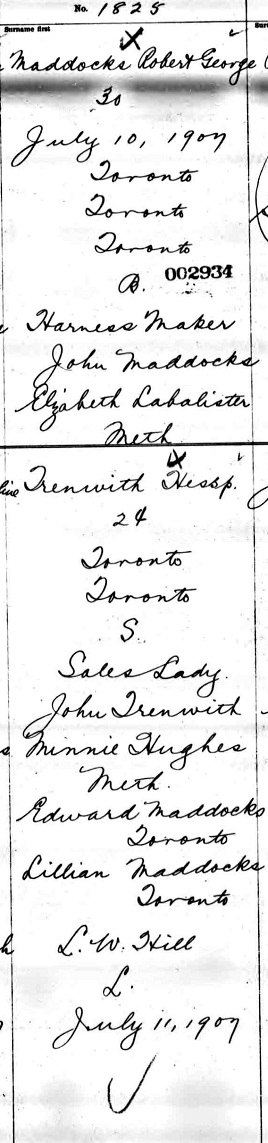 No. 1825
Surname first
Maddocks Robert George
30
July 10, 1907
Toronto
Toronto
Toronto
B. 002934
Harness Maker
John Maddocks
Elizabeth Labalister
Meth
Trenwith Hessp.
24
Toronto
Toronto
S.
Sales Lady.
John Trenwith
Minnie Hughes
Meth.
Edward Maddocks
Toronto
Lillian Maddocks
Toronto
L. W. Hill
L.
July 11, 1907